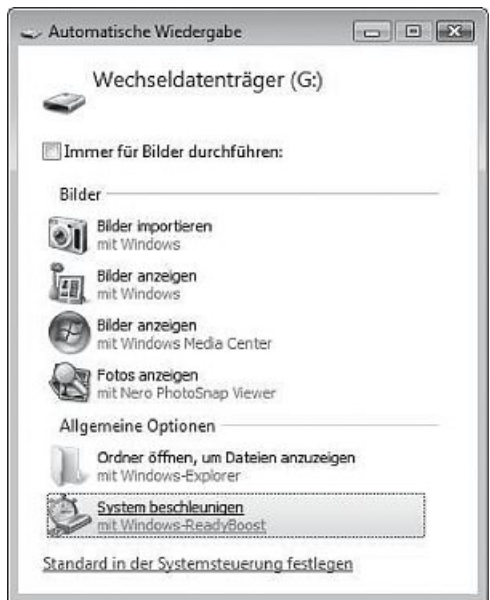 Automatische Wiedergabe
Wechseldatenträger (G:)
Immer für Bilder durchführen:
Bilder
Bilder importieren
mit Windows
Bilder anzeigen
mit Windows
Bilder anzeigen
mit Windows Media Center
Fotos anzeigen
mit Nero PhotoSnap Viewer
Allgemeine Optionen
Ordner öffnen, um Dateien anzuzeigen
mit Windows-Explorer
System beschleunigen
mit Windows-ReadyBoost
Standard in der Systemsteuerung festlegen